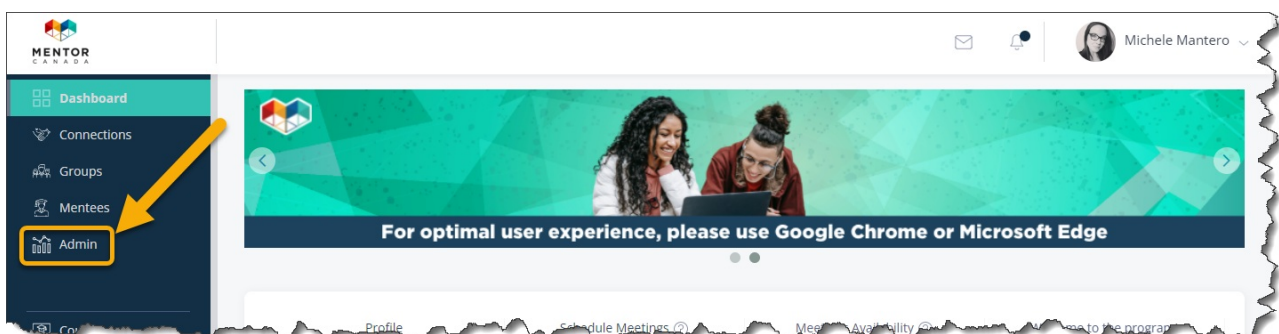 MENTOR
CANADA
Michele Mantero
Dashboard
Connections
Groups
Mentees
Admin
For optimal user experience, please use Google Chrome or Microsoft Edge
Profile
Schedule Meetings